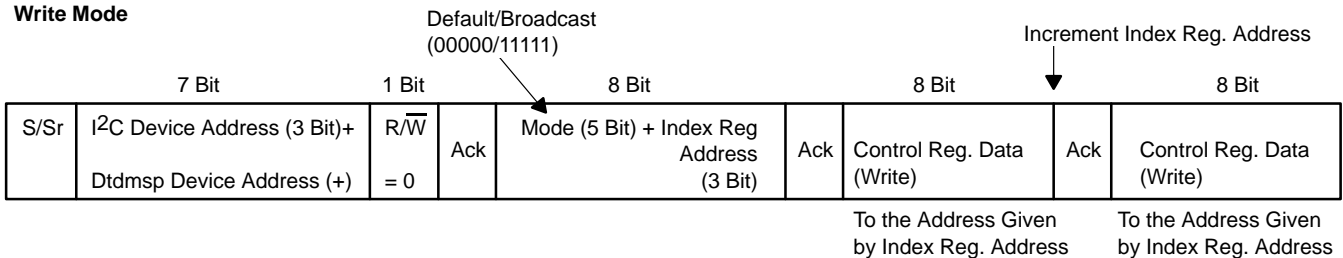 Write Mode
Default/Broadcast
(00000/11111)
Increment Index Reg. Address
7 Bit
1 Bit
8 Bit
8 Bit
8 Bit
S/Sr
I2C Device Address (3 Bit)+
Dtdmsp Device Address (+)
R/W
= 0
Ack
Mode (5 Bit) + Index Reg
Address
(3 Bit)
Ack
Control Reg. Data
(Write)
Ack
Control Reg. Data
(Write)
To the Address Given
by Index Reg. Address
To the Address Given
by Index Reg. Address